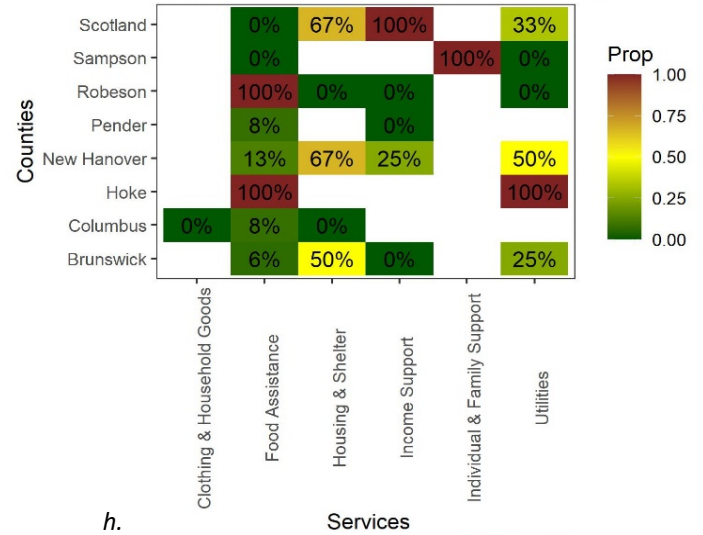 Scotland 0% 67% 100% 33%
Sampson 0% 100% 0%
Robeson 100% 0% 0% 0%
Pender 8% 0%
New Hanover 13% 67% 25% 50%
Hoke 100% 100%
Columbus 0% 8% 0%
Brunswick 6% 50% 0% 25%
Counties
Prop
1.00
0.75
0.50
0.25
0.00
Clothing & Household Goods
Food Assistance
Housing & Shelter
Income Support
Individual & Family Support
Utilities
h.
Services